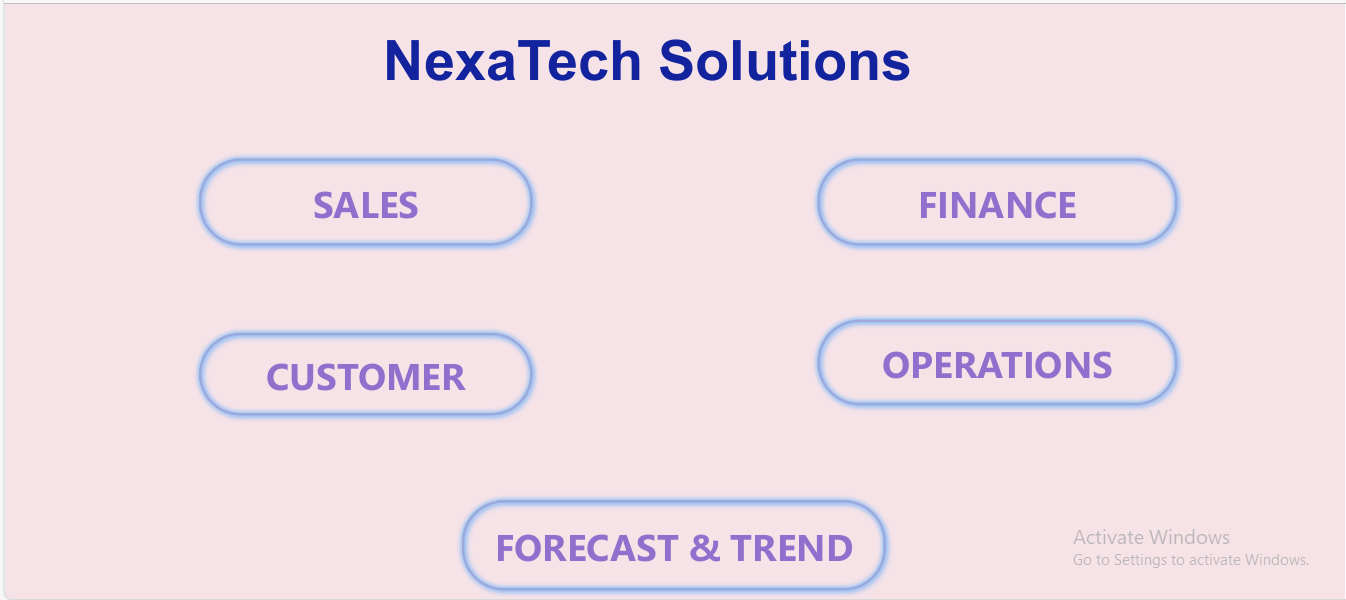 NexaTech Solutions
SALES
FINANCE
CUSTOMER
OPERATIONS
FORECAST & TREND
Activate Windows
Go to Settings to activate Windows.